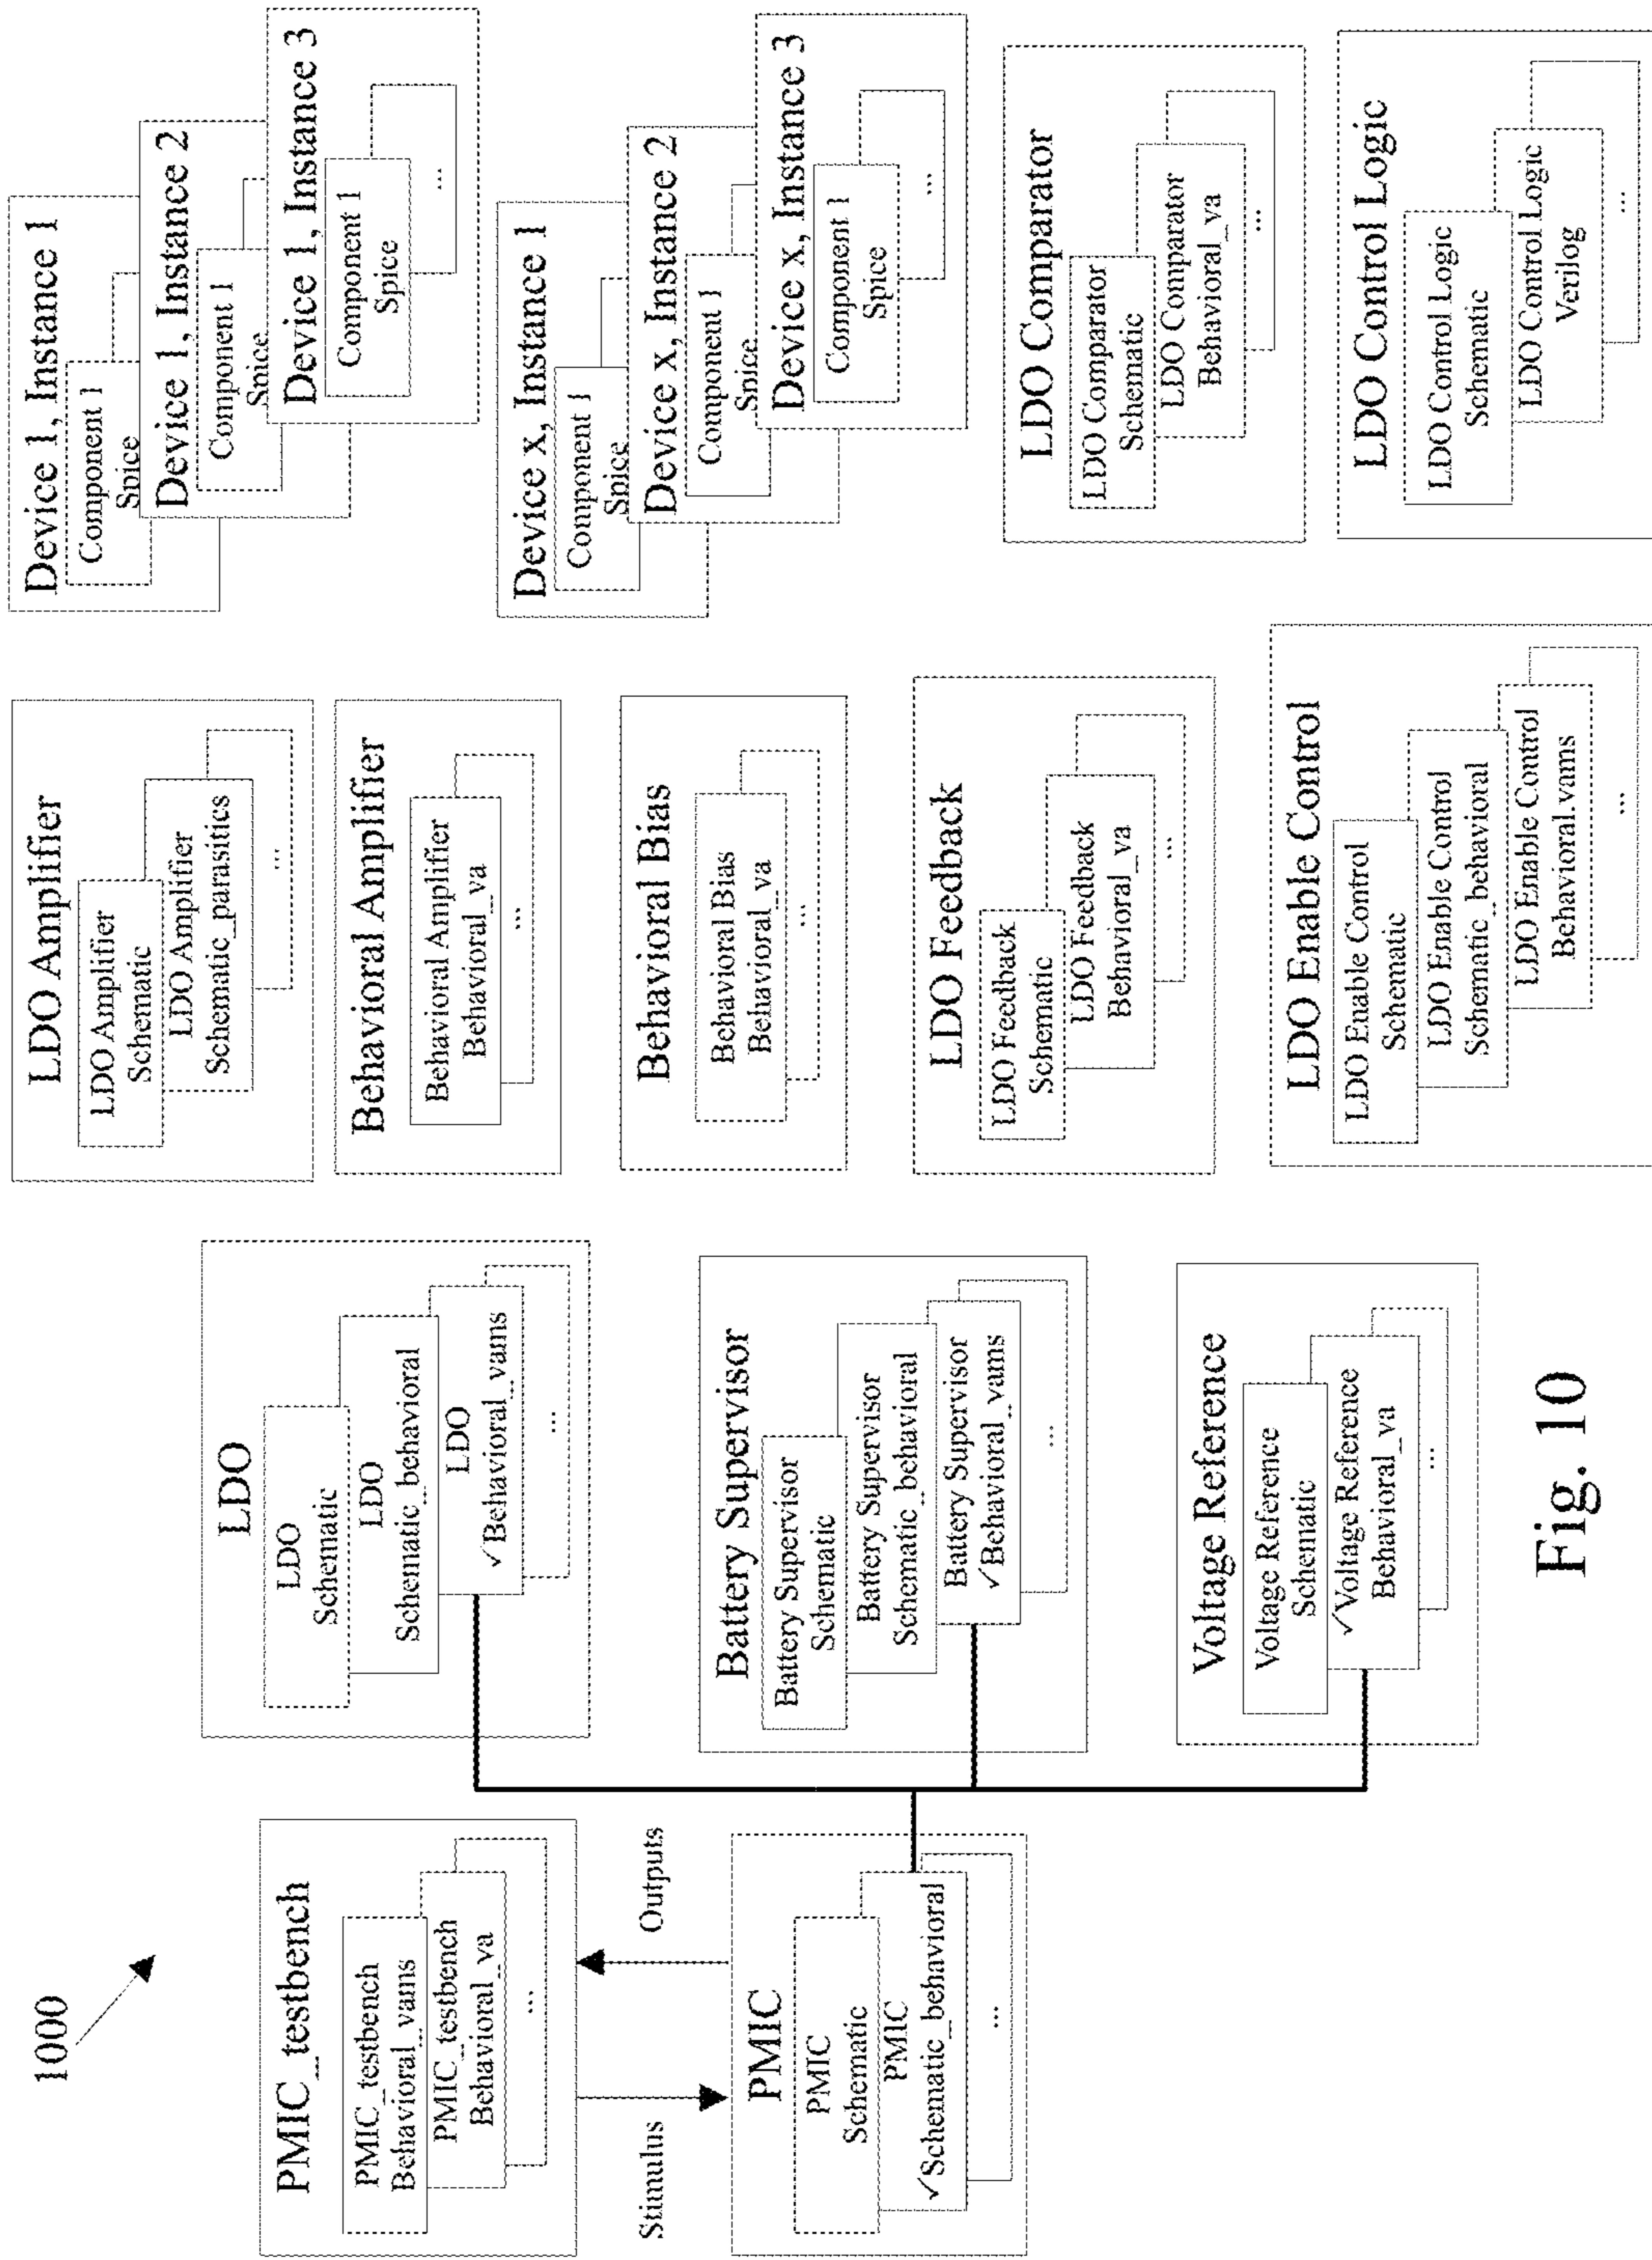 1000
PMIC_testbench
PMIC_testbench
Behavioral_vans
PMIC_testbench
Behavioral_va
...
Stimulus
Outputs
PMIC
PMIC
Schematic
PMIC
✓Schematic_behavioral
...
LDO
LDO
Schematic
LDO
Schematic_behavioral
LDO
✓Behavioral_vams
...
Battery Supervisor
Battery Supervisor
Schematic
Battery Supervisor
Schematic_behavioral
Battery Supervisor
✓Behavioral_vams
...
Voltage Reference
Voltage Reference
Schematic
✓Voltage Reference
Behavioral_va
...
LDO Amplifier
LDO Amplifier
Schematic
LDO Amplifier
Schematic_parasitics
...
Behavioral Amplifier
Behavioral Amplifier
Behavioral_va
...
Behavioral Bias
Behavioral Bias
Behavioral_va
...
LDO Feedback
LDO Feedback
Schematic
LDO Feedback
Behavioral_va
...
LDO Enable Control
LDO Enable Control
Schematic
LDO Enable Control
Schematic_behavioral
LDO Enable Control
Behavioral.vams
...
Device 1, Instance 1
Component 1
Spice
Device 1, Instance 2
Component 1
Spice
Device 1, Instance 3
Component 1
Spice
...
Device x, Instance 1
Component 1
Spice
Device x, Instance 2
Component 1
Spice
Device x, Instance 3
Component 1
Spice
...
LDO Comparator
LDO Comparator
Schematic
LDO Comparator
Behavioral_va
...
LDO Control Logic
LDO Control Logic
Schematic
LDO Control Logic
Verilog
...
Fig. 10